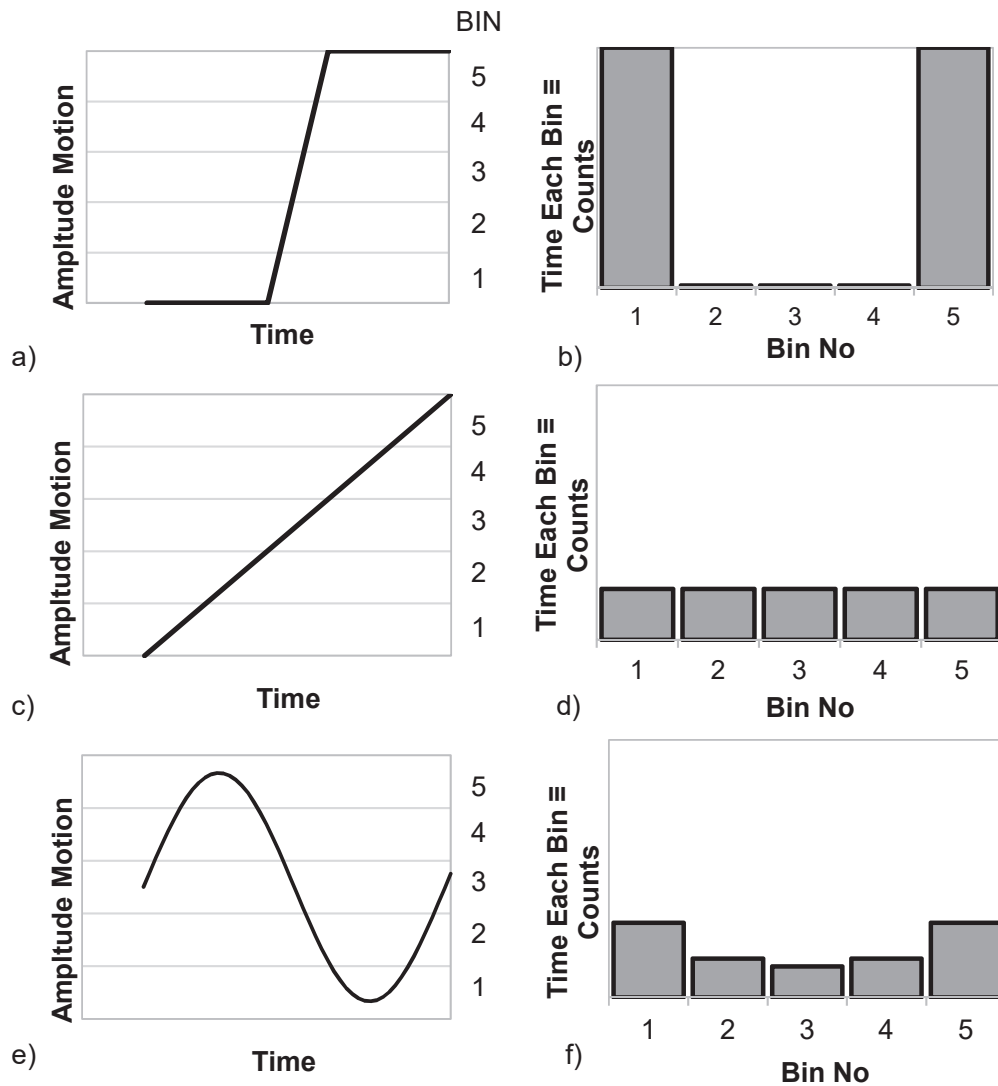 BIN
Ampltude Motion
5
4
3
2
1
Time
a)
Time Each Bin ≡
Counts
1 2 3 4 5
Bin No
b)
Ampltude Motion
5
4
3
2
1
Time
c)
Time Each Bin ≡
Counts
1 2 3 4 5
Bin No
d)
Ampltude Motion
5
4
3
2
1
Time
e)
Time Each Bin ≡
Counts
1 2 3 4 5
Bin No
f)